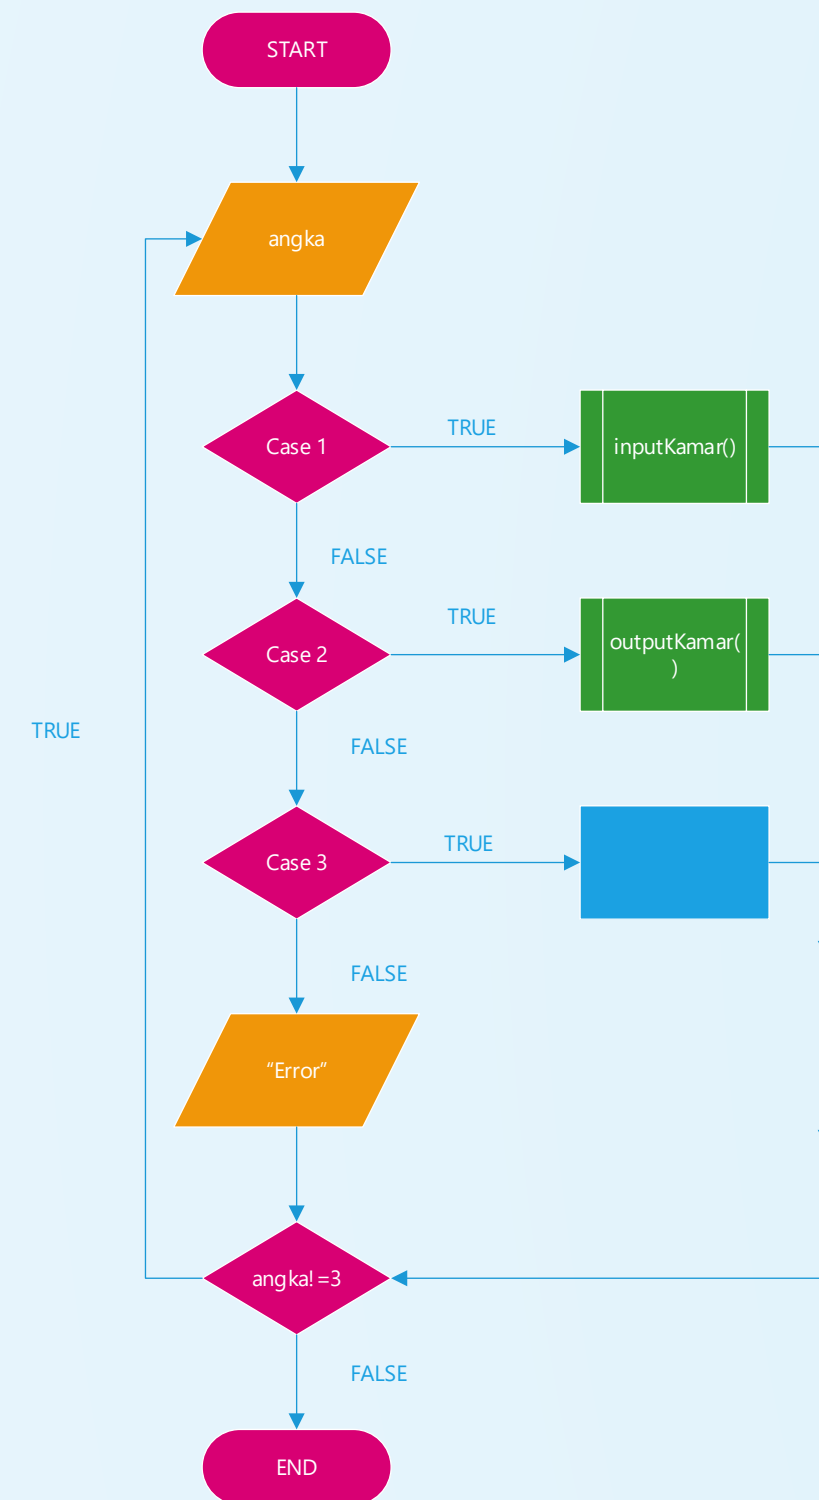 START
angka
Case 1
TRUE
inputKamar()
FALSE
Case 2
TRUE
outputKamar(
)
TRUE
FALSE
Case 3
TRUE
FALSE
“Error”
angka!=3
FALSE
END